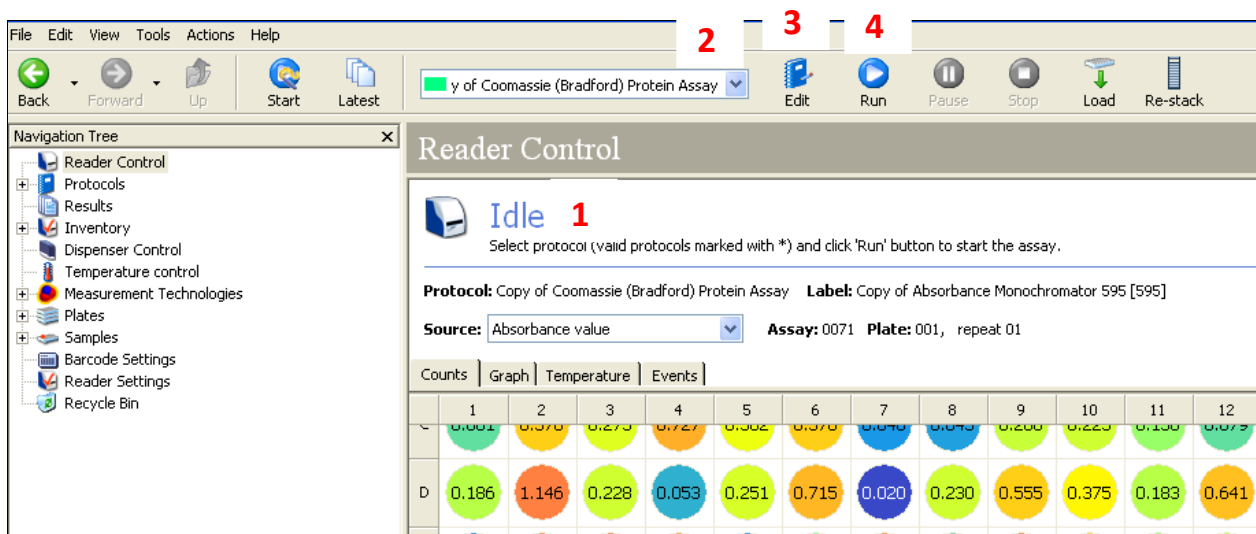 2 3 4
File Edit View Tools Actions Help
y of Coomassie (Bradford) Protein Assay
Back Forward Up Start Latest Edit Run Pause Stop Load Re-stack
Navigation Tree
Reader Control
Protocols
Results
Inventory
Dispenser Control
Temperature control
Measurement Technologies
Plates
Samples
Barcode Settings
Reader Settings
Recycle Bin
Reader Control
Idle 1
Select protocol (valid protocols marked with *) and click 'Run' button to start the assay.
Protocol: Copy of Coomassie (Bradford) Protein Assay Label: Copy of Absorbance Monochromator 595 [595]
Source: Absorbance value Assay: 0071 Plate: 001, repeat 01
Counts Graph Temperature Events
1 2 3 4 5 6 7 8 9 10 11 12
D 0.186 1.146 0.228 0.053 0.251 0.715 0.020 0.230 0.555 0.375 0.183 0.641